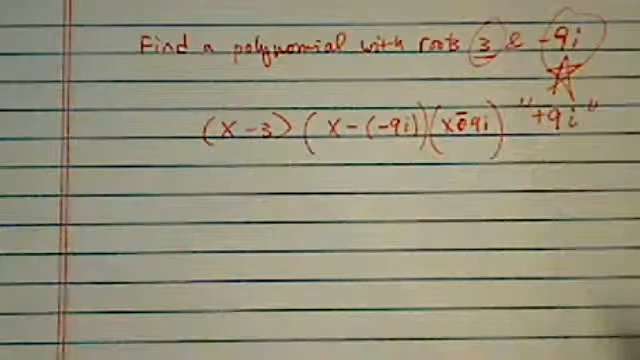 Find a polynomial with roots 3 & -9i
(x-3) (x-(-9i)) (x-9i) "+9i"